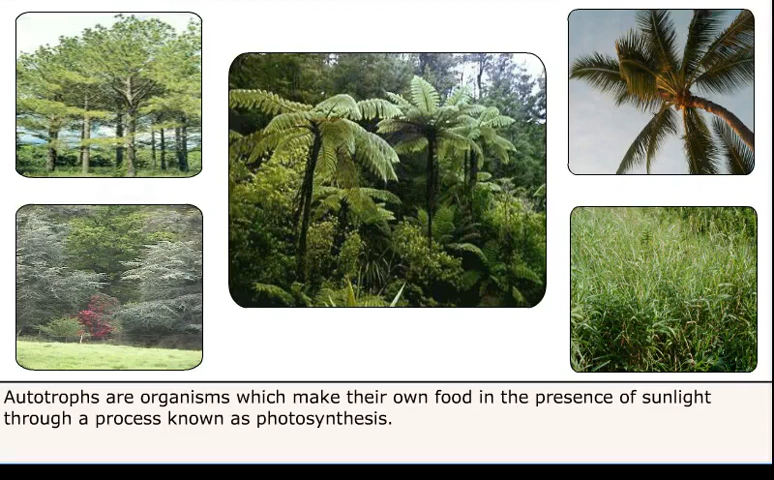 Autotrophs are organisms which make their own food in the presence of sunlight
through a process known as photosynthesis.